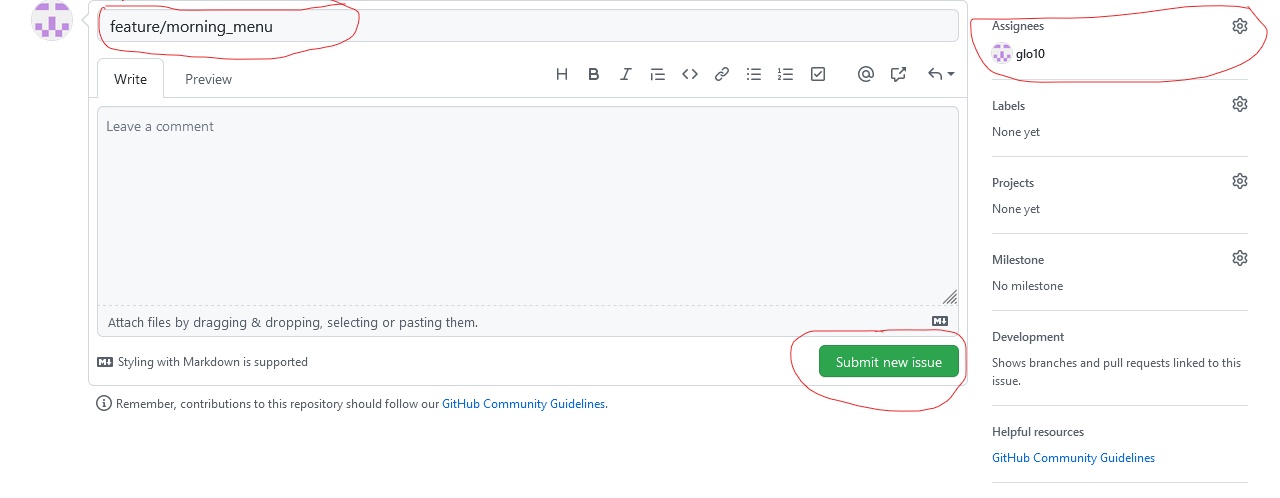 feature/morning_menu
Write
Preview
H B I
@
Leave a comment
Attach files by dragging & dropping, selecting or pasting them.
M↓
M↓ Styling with Markdown is supported
Submit new issue
Remember, contributions to this repository should follow our GitHub Community Guidelines.
Assignees
glo10
Labels
None yet
Projects
None yet
Milestone
No milestone
Development
Shows branches and pull requests linked to this
issue.
Helpful resources
GitHub Community Guidelines